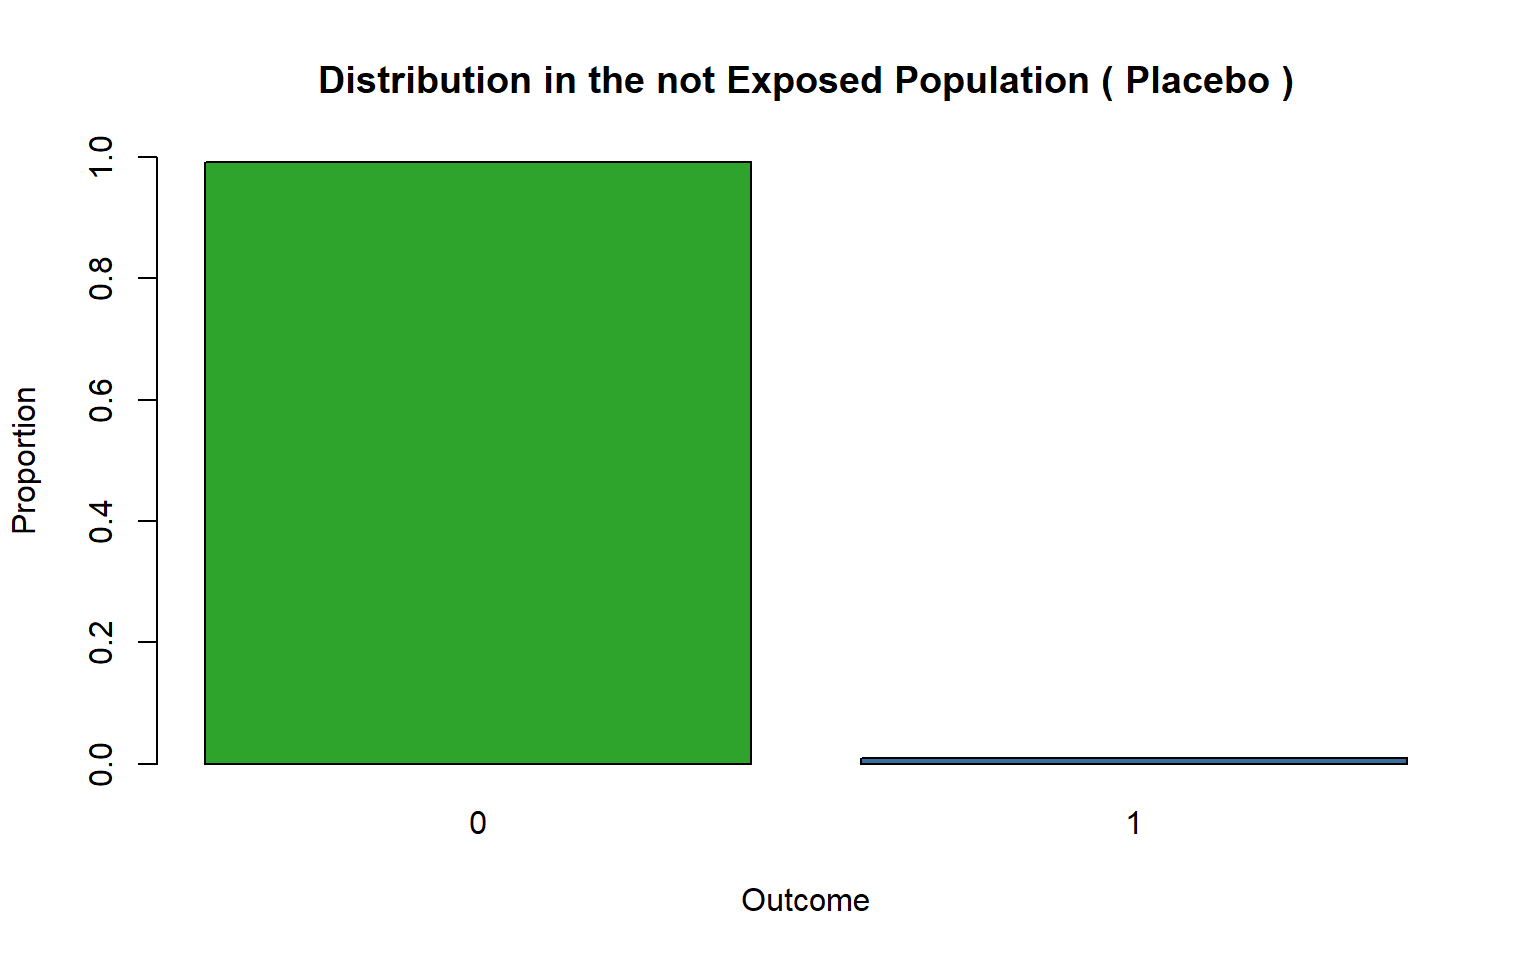 Distribution in the not Exposed Population ( Placebo )
Proportion
1.0
0.8
0.6
0.4
0.2
0.0
0 1
Outcome